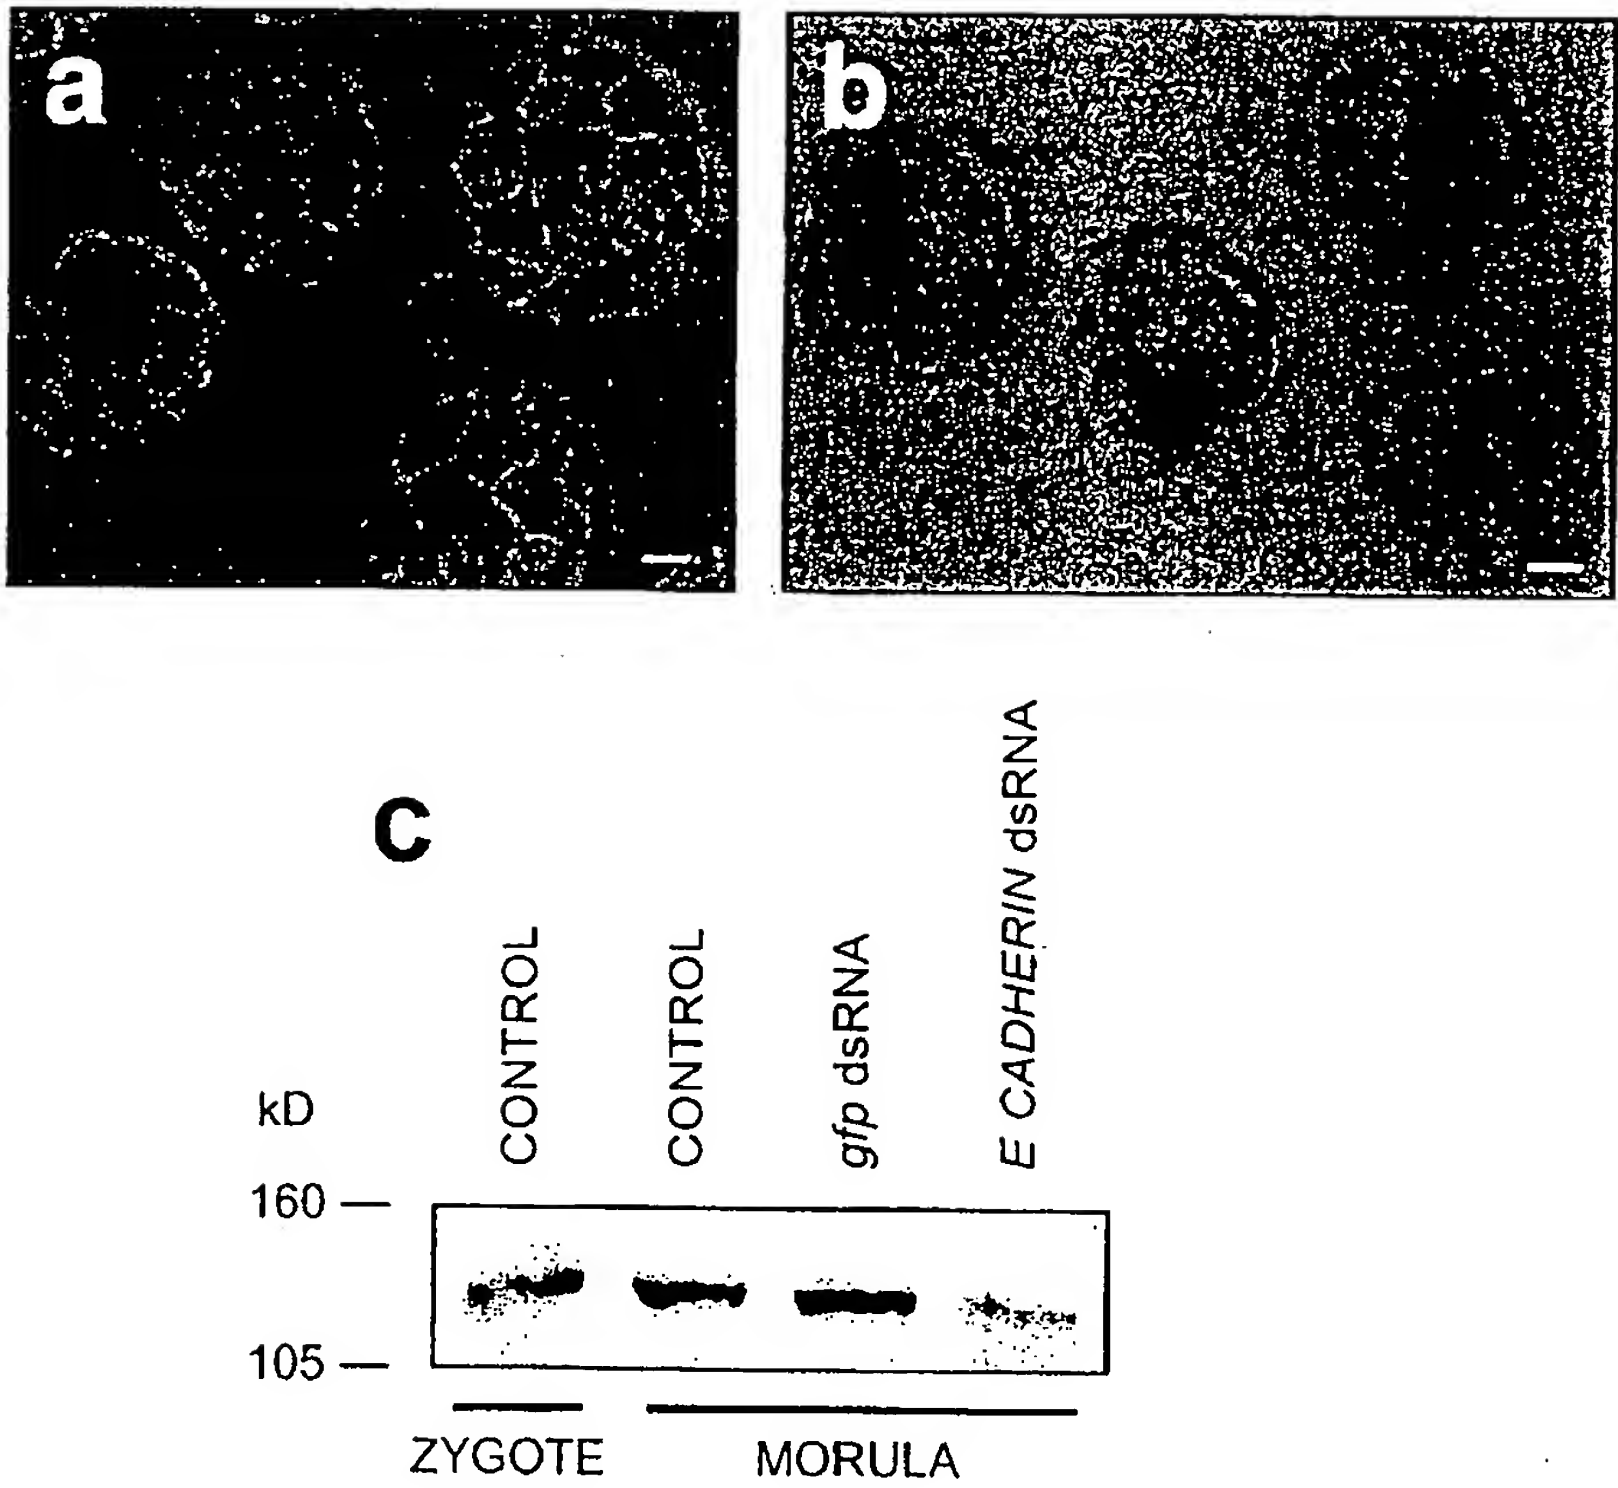 a
b
c
CONTROL
CONTROL
gfp dsRNA
E CADHERIN dsRNA
kD
160
105
ZYGOTE
MORULA